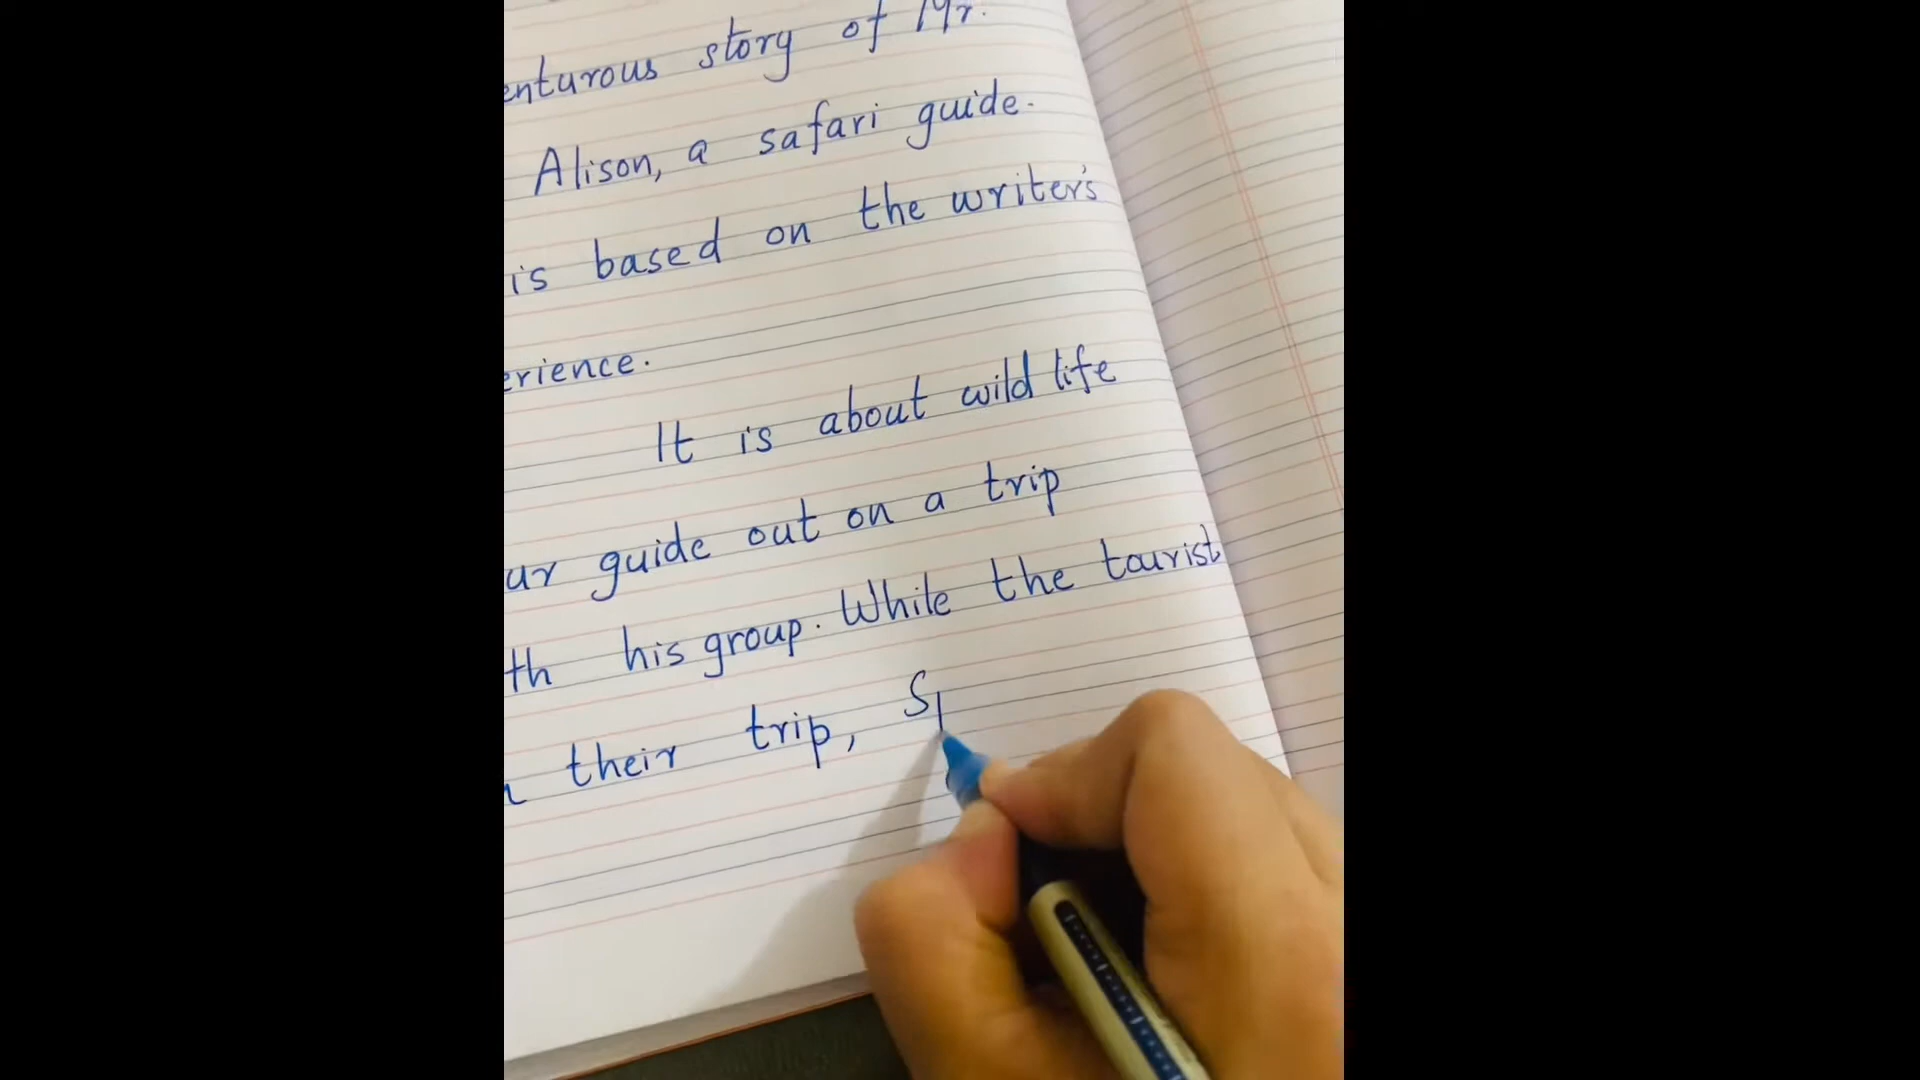 enturous story of Mr.
Alison, a safari guide.
is based on the writer's
erience.
It is about wild life
ur guide out on a trip
th his group. While the tourist
their trip, S